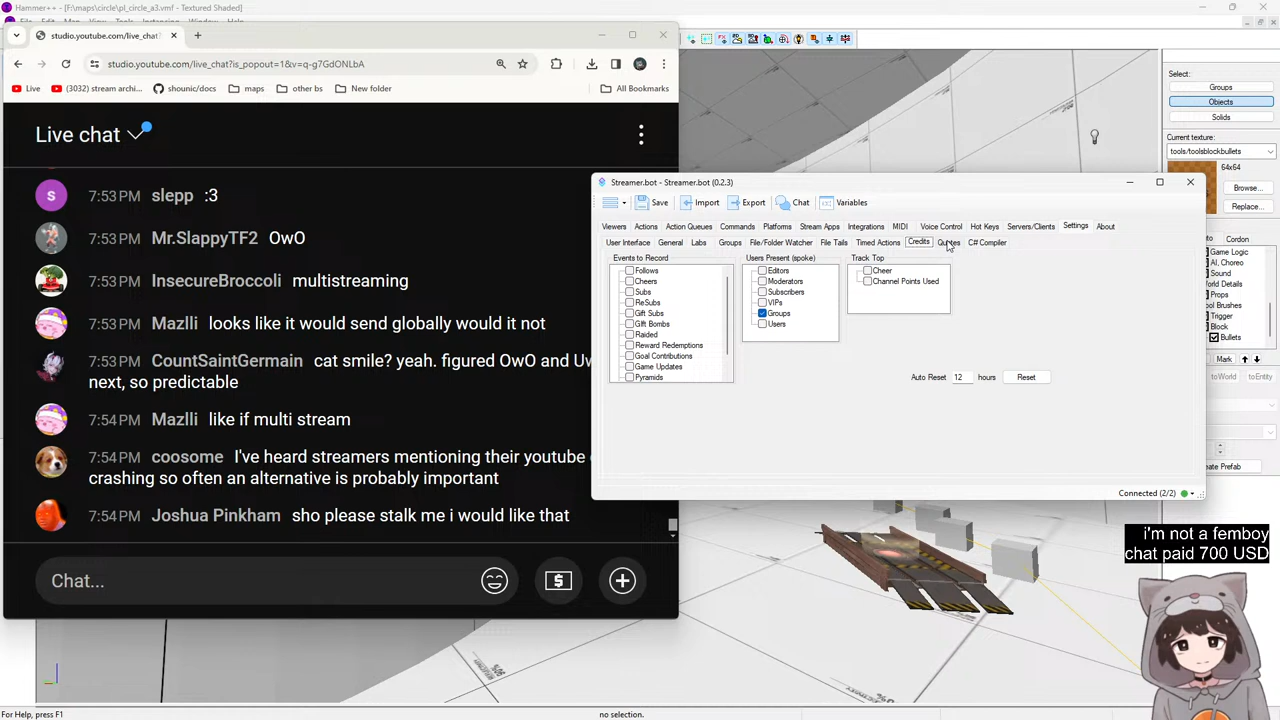 Hammer++ - [F:\maps\circle\pl_circle_a3.vmf - Textured Shaded]
File Edit Map View Tools Instancing Window Help
studio.youtube.com/live_chat?
studio.youtube.com/live_chat?is_popout=1&v=q-g7GdONLbA
Live
(3032) stream archi...
shounic/docs
maps
other bs
New folder
All Bookmarks
Live chat
7:53 PM slepp :3
7:53 PM Mr.SlappyTF2 OwO
7:53 PM InsecureBroccoli multistreaming
7:53 PM Mazlli looks like it would send globally would it not
7:53 PM CountSaintGermain cat smile? yeah. figured OwO and Uw
next, so predictable
7:54 PM Mazlli like if multi stream
7:54 PM coosome I've heard streamers mentioning their youtube
crashing so often an alternative is probably important
7:54 PM Joshua Pinkham sho please stalk me i would like that
Chat...
Streamer.bot - Streamer.bot (0.2.3)
Save Import Export Chat Variables
Viewers Actions Action Queues Commands Platforms Stream Apps Integrations MIDI Voice Control Hot Keys Servers/Clients Settings About
User Interface General Labs Groups File/Folder Watcher File Tails Timed Actions Credits Quotes C# Compiler
Events to Record
Follows
Cheers
Subs
ReSubs
Gift Subs
Gift Bombs
Raided
Reward Redemptions
Goal Contributions
Game Updates
Pyramids
Users Present (spoke)
Editors
Moderators
Subscribers
VIPs
Groups
Users
Track Top
Cheer
Channel Points Used
Auto Reset 12 hours Reset
Connected (2/2)
Select:
Groups
Objects
Solids
Current texture:
tools/toolsblockbullets
64x64
Browse...
Replace...
Cordon
Game Logic
AI, Choreo
Sound
Props
Trigger
Block
Bullets
Mark
toWorld toEntity
i'm not a femboy
chat paid 700 USD
For Help, press F1
no selection.